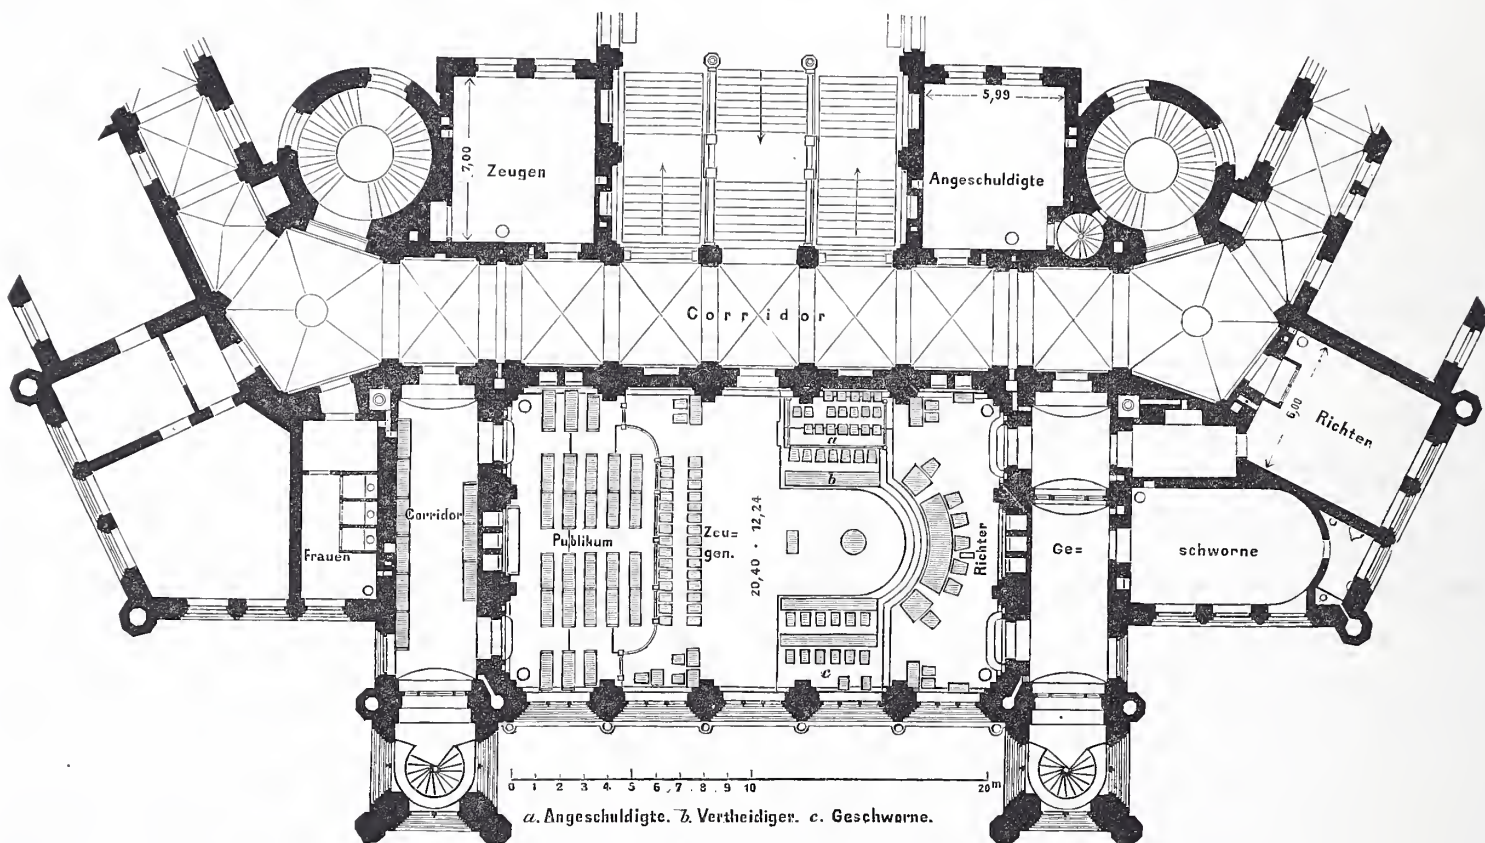 5,99
7,00
Zeugen
Angeschuldigte
Corridor
6,00
Richter
a
b
Corridor
Publikum
Zeu=
gen.
20,40 . 12,24
Richter
Ge=
schworne
Frauen
c
0 1 2 3 4 5 6 7 8 9 10 20m
a. Angeschuldigte. b. Vertheidiger. c. Geschworne.